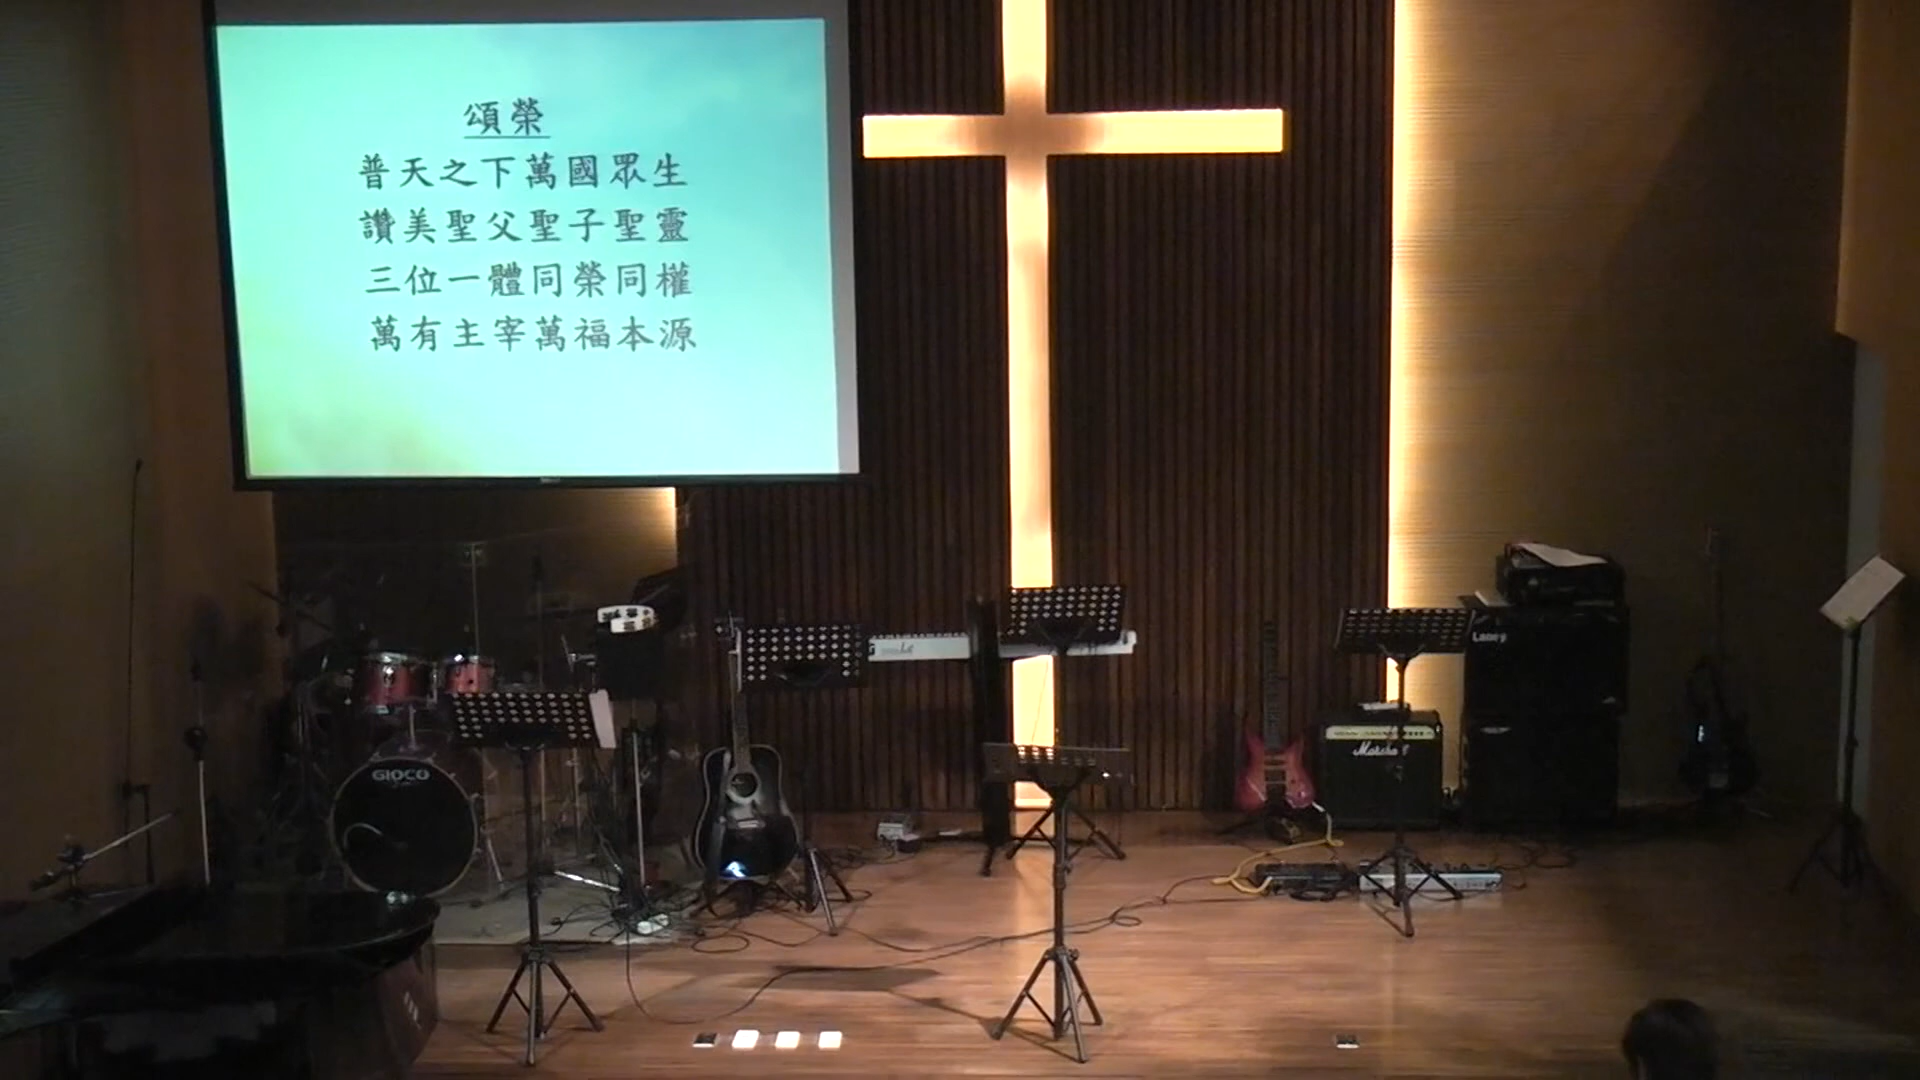 頌榮
普天之下萬國眾生
讚美聖父聖子聖靈
三位一體同榮同權
萬有主宰萬福本源
GIOCO
Laney
Marshall